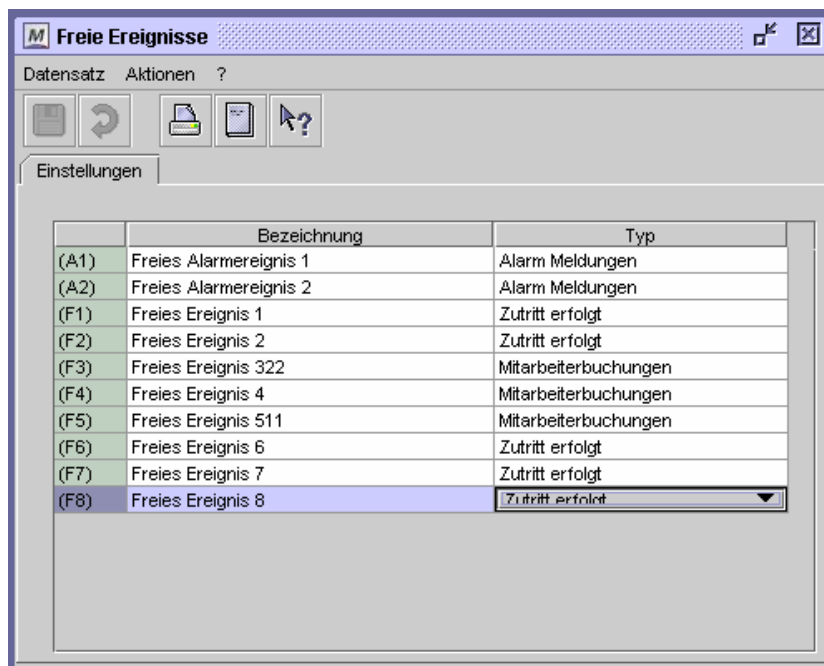 M Freie Ereignisse
Datensatz Aktionen ?
?
Einstellungen
Bezeichnung Typ
(A1) Freies Alarmereignis 1 Alarm Meldungen
(A2) Freies Alarmereignis 2 Alarm Meldungen
(F1) Freies Ereignis 1 Zutritt erfolgt
(F2) Freies Ereignis 2 Zutritt erfolgt
(F3) Freies Ereignis 322 Mitarbeiterbuchungen
(F4) Freies Ereignis 4 Mitarbeiterbuchungen
(F5) Freies Ereignis 511 Mitarbeiterbuchungen
(F6) Freies Ereignis 6 Zutritt erfolgt
(F7) Freies Ereignis 7 Zutritt erfolgt
(F8) Freies Ereignis 8 Zutritt erfolgt